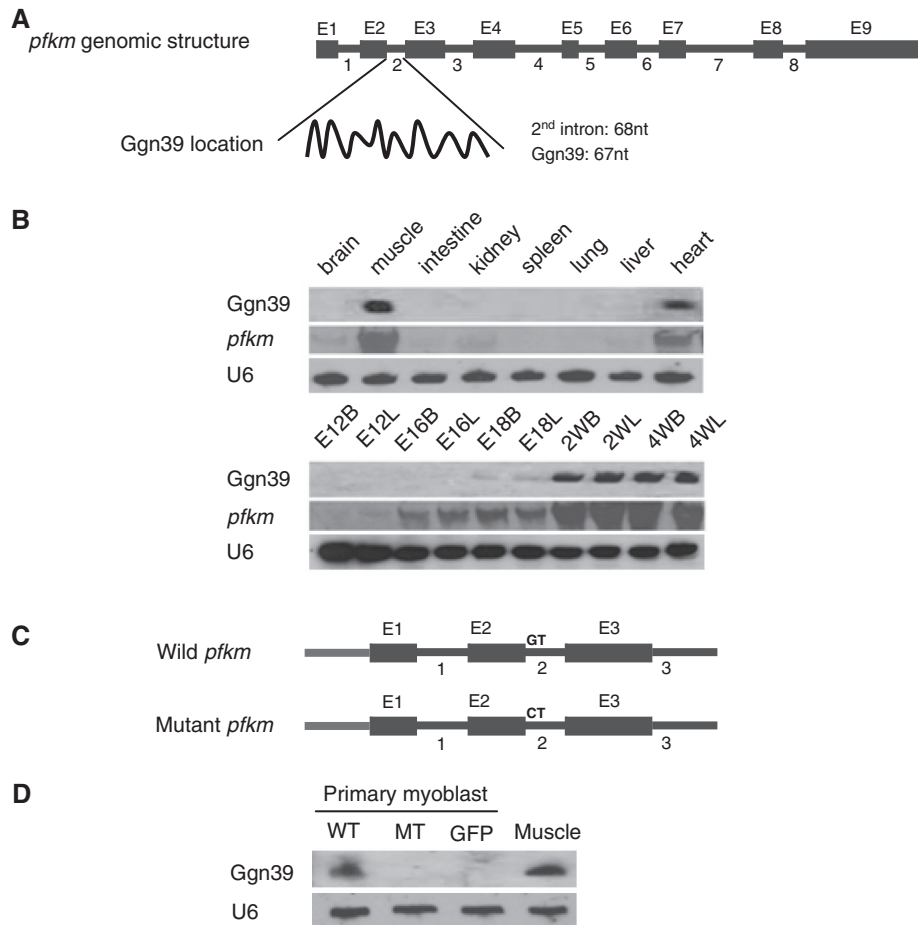 A
E1 E2 E3 E4 E5 E6 E7 E8 E9
pfkm genomic structure
1 2 3 4 5 6 7 8
Ggn39 location
2nd intron: 68nt
Ggn39: 67nt
B
brain muscle intestine kidney spleen lung liver heart
Ggn39
pfkm
U6
E12B E12L E16B E16L E18B E18L 2WB 2WL 4WB 4WL
Ggn39
pfkm
U6
C
E1 E2 GT E3
Wild pfkm
1 2 3
E1 E2 CT E3
Mutant pfkm
1 2 3
D
Primary myoblast
WT MT GFP Muscle
Ggn39
U6